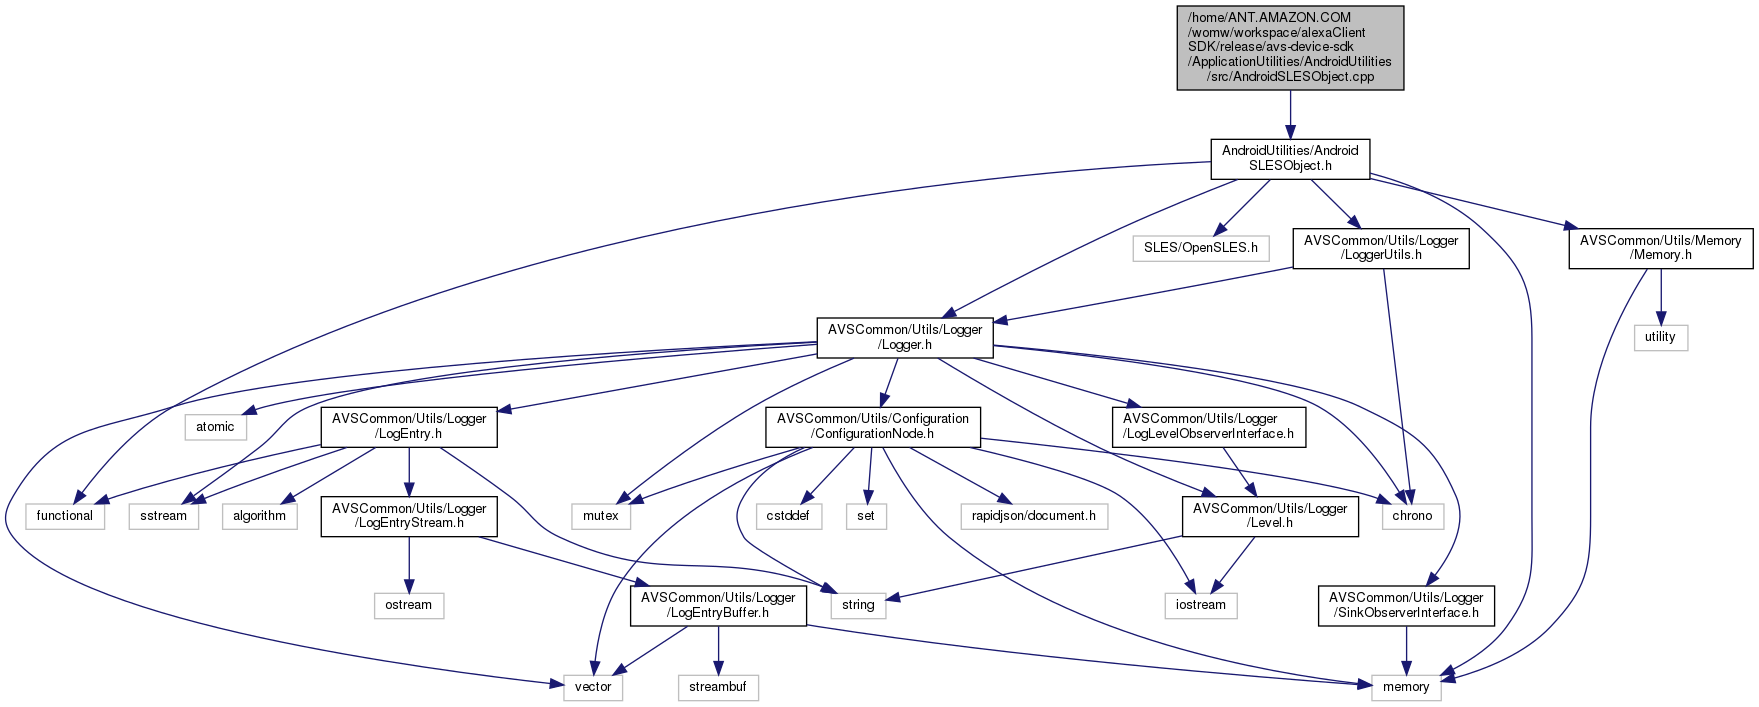 /home/ANT.AMAZON.COM
/womw/workspace/alexaClient
SDK/release/avs-device-sdk
/ApplicationUtilities/AndroidUtilities
/src/AndroidSLESObject.cpp
AndroidUtilities/Android
SLESObject.h
SLES/OpenSLES.h
AVSCommon/Utils/Logger
/LoggerUtils.h
AVSCommon/Utils/Memory
/Memory.h
AVSCommon/Utils/Logger
/Logger.h
utility
atomic
AVSCommon/Utils/Logger
/LogEntry.h
AVSCommon/Utils/Configuration
/ConfigurationNode.h
AVSCommon/Utils/Logger
/LogLevelObserverInterface.h
functional
sstream
algorithm
AVSCommon/Utils/Logger
/LogEntryStream.h
mutex
cstddef
set
rapidjson/document.h
AVSCommon/Utils/Logger
/Level.h
chrono
ostream
AVSCommon/Utils/Logger
/LogEntryBuffer.h
string
iostream
AVSCommon/Utils/Logger
/SinkObserverInterface.h
vector
streambuf
memory